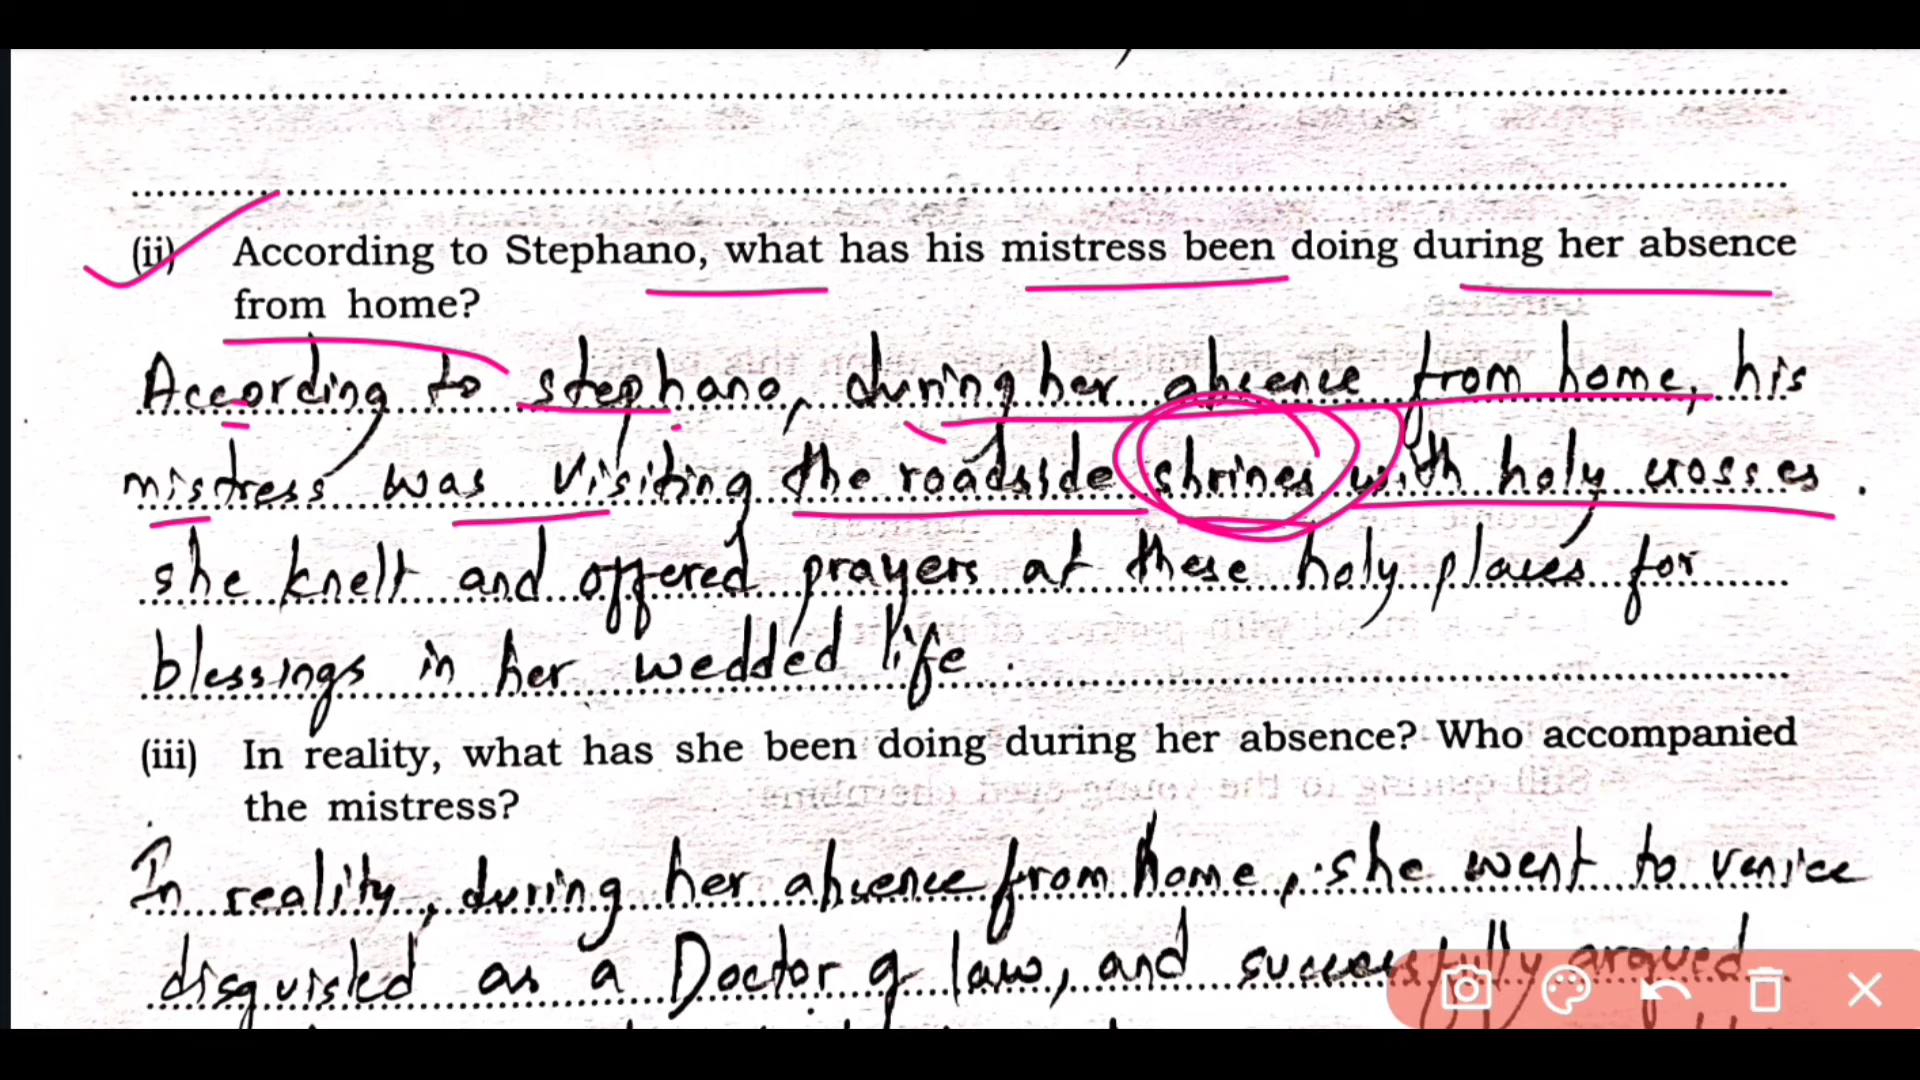 (ii) According to Stephano, what has his mistress been doing during her absence
from home?
According to stephano, during her absence from home, his
mistress was visiting the roadside shrines with holy crosses.
she knelt and offered prayers at these holy places for
blessings in her wedded life.
(iii) In reality, what has she been doing during her absence? Who accompanied
the mistress?
In reality, during her absence from home, she went to venice
disguised as a Doctor of law, and successfully argued